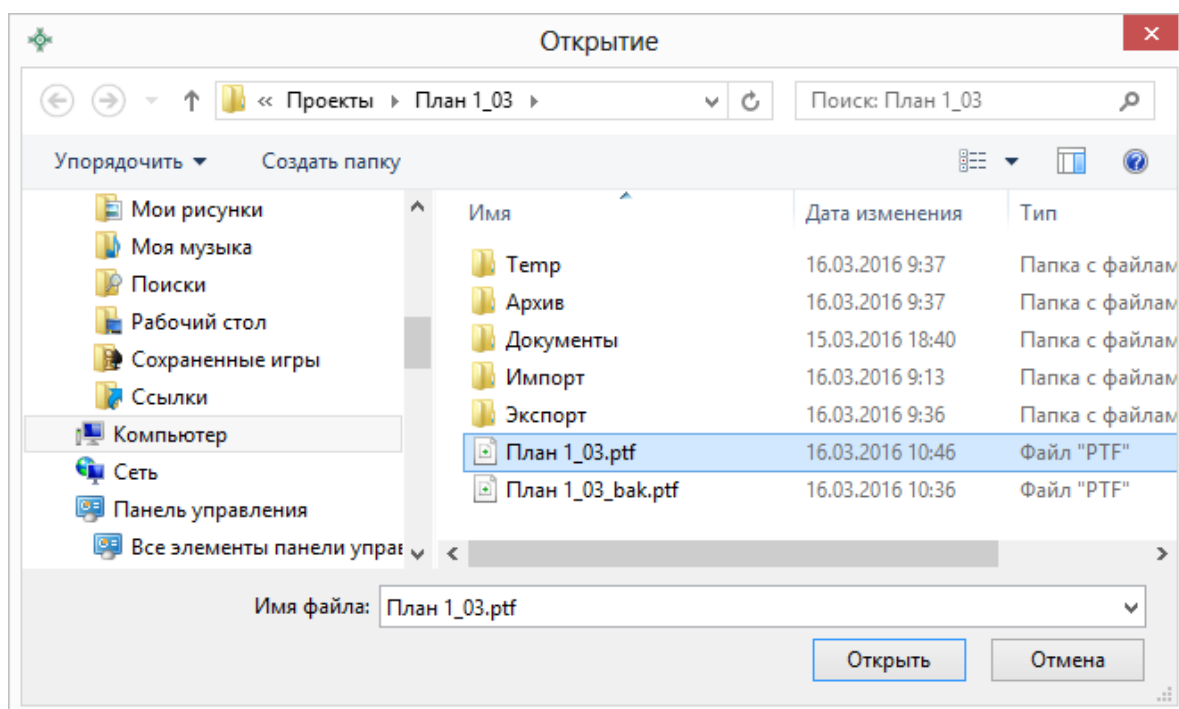 Открытие
« Проекты План 1_03
Поиск: План 1_03
Упорядочить Создать папку
Мои рисунки
Моя музыка
Поиски
Рабочий стол
Сохраненные игры
Ссылки
Компьютер
Сеть
Панель управления
Все элементы панели управ
Имя Дата изменения Тип
Temp 16.03.2016 9:37 Папка с файлам
Архив 16.03.2016 9:37 Папка с файлам
Документы 15.03.2016 18:40 Папка с файлам
Импорт 16.03.2016 9:13 Папка с файлам
Экспорт 16.03.2016 9:36 Папка с файлам
План 1_03.ptf 16.03.2016 10:46 Файл "PTF"
План 1_03_bak.ptf 16.03.2016 10:36 Файл "PTF"
Имя файла: План 1_03.ptf
Открыть Отмена